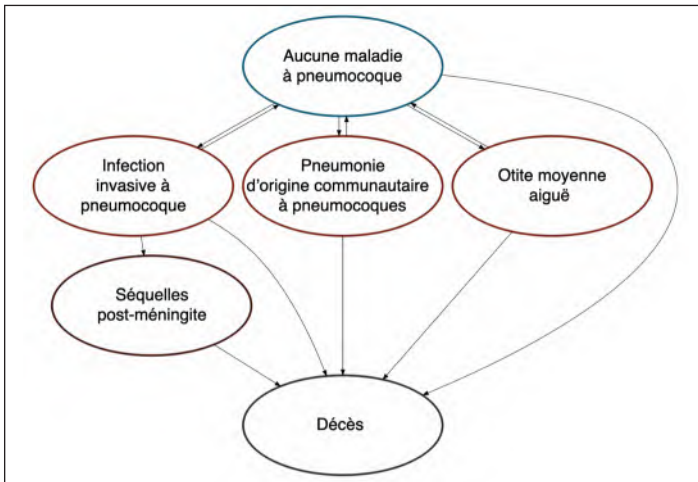 Aucune maladie
à pneumocoque
Infection
invasive à
pneumocoque
Pneumonie
d'origine communautaire
à pneumocoques
Otite moyenne
aiguë
Séquelles
post-méningite
Décès